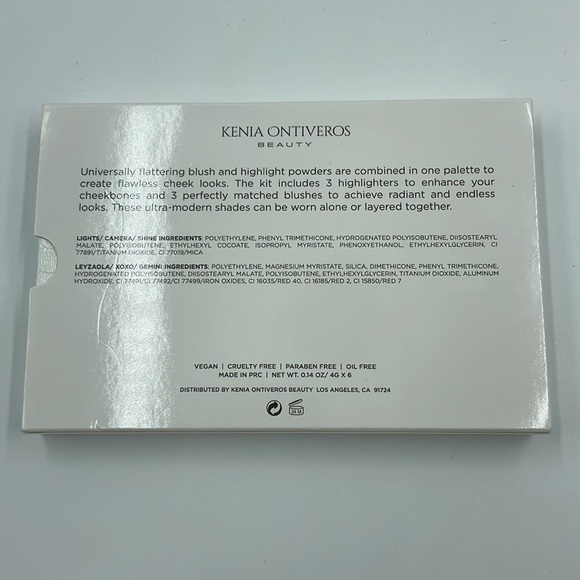 KENIA ONTIVEROS
BEAUTY
Universally flattering blush and highlight powders are combined in one palette to
create flawless cheek looks. The kit includes 3 highlighters to enhance your
cheekbones and 3 perfectly matched blushes to achieve radiant and endless
looks. These ultra-modern shades can be worn alone or layered together.
LIGHTS/ CAMERA/ SHINE INGREDIENTS: POLYETHYLENE, PHENYL TRIMETHICONE, HYDROGENATED POLYISOBUTENE, DIISOSTEARYL
MALATE, POLYISOBUTENE, ETHYLHEXYL COCOATE, ISOPROPYL MYRISTATE, PHENOXYETHANOL, ETHYLHEXYLGLYCERIN, CI
77891/TITANIUM DIOXIDE, CI-77019/MICA
LEYZAOLA/ XOXO/ GEMINI INGREDIENTS: POLYETHYLENE, MAGNESIUM MYRISTATE, SILICA, DIMETHICONE, PHENYL TRIMETHICONE,
HYDROGENATED POLYISOBUTENE, DIISOSTEARYL MALATE, POLYISOBUTENE, ETHYLHEXYLGLYCERIN, TITANIUM DIOXIDE, ALUMINUM
HYDROXIDE, CI 77491/CI 77492/CI 77499/IRON OXIDES, CI 16035/RED 40, CI 16185/RED 2, CI 15850/RED 7
VEGAN | CRUELTY FREE | PARABEN FREE | OIL FREE
MADE IN PRC | NET WT. 0.14 OZ/ 4G X 6
DISTRIBUTED BY KENIA ONTIVEROS BEAUTY LOS ANGELES, CA 91724